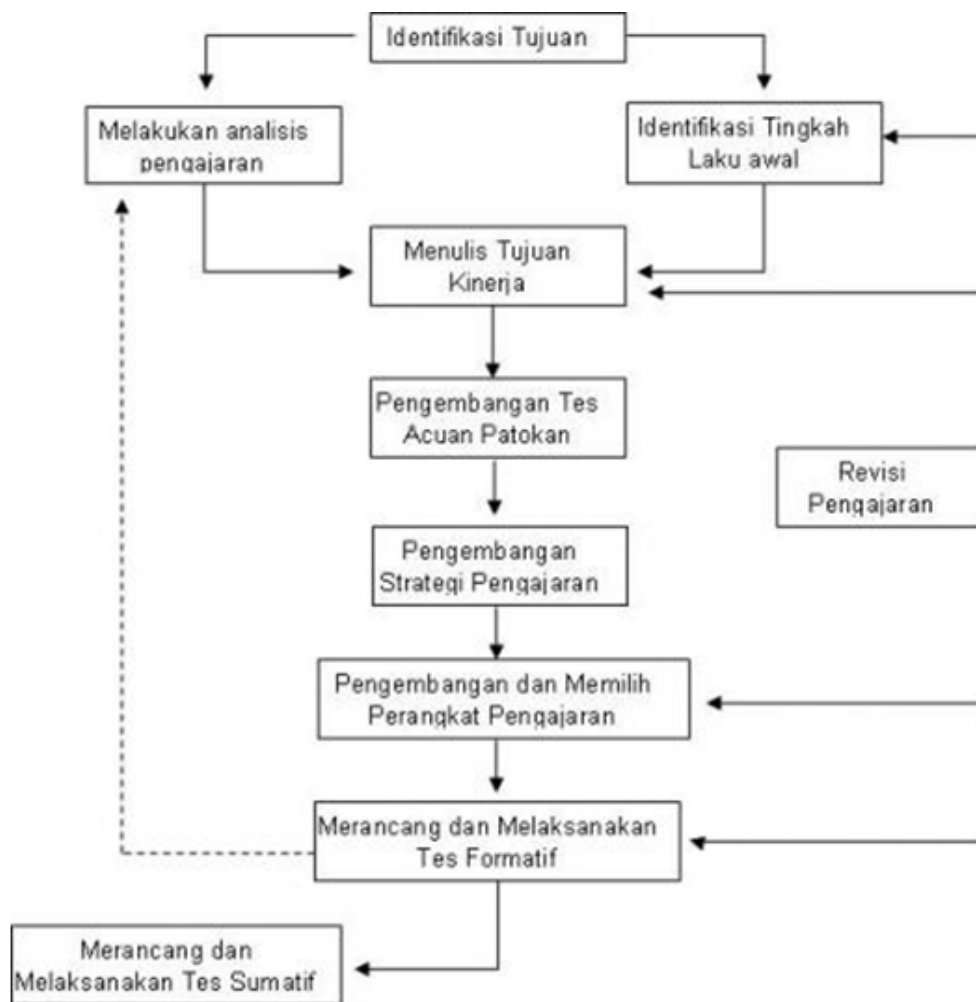 Identifikasi Tujuan
Melakukan analisis
pengajaran
Identifikasi Tingkah
Laku awal
Menulis Tujuan
Kinerja
Pengembangan Tes
Acuan Patokan
Revisi
Pengajaran
Pengembangan
Strategi Pengajaran
Pengembangan dan Memilih
Perangkat Pengajaran
Merancang dan Melaksanakan
Tes Formatif
Merancang dan
Melaksanakan Tes Sumatif